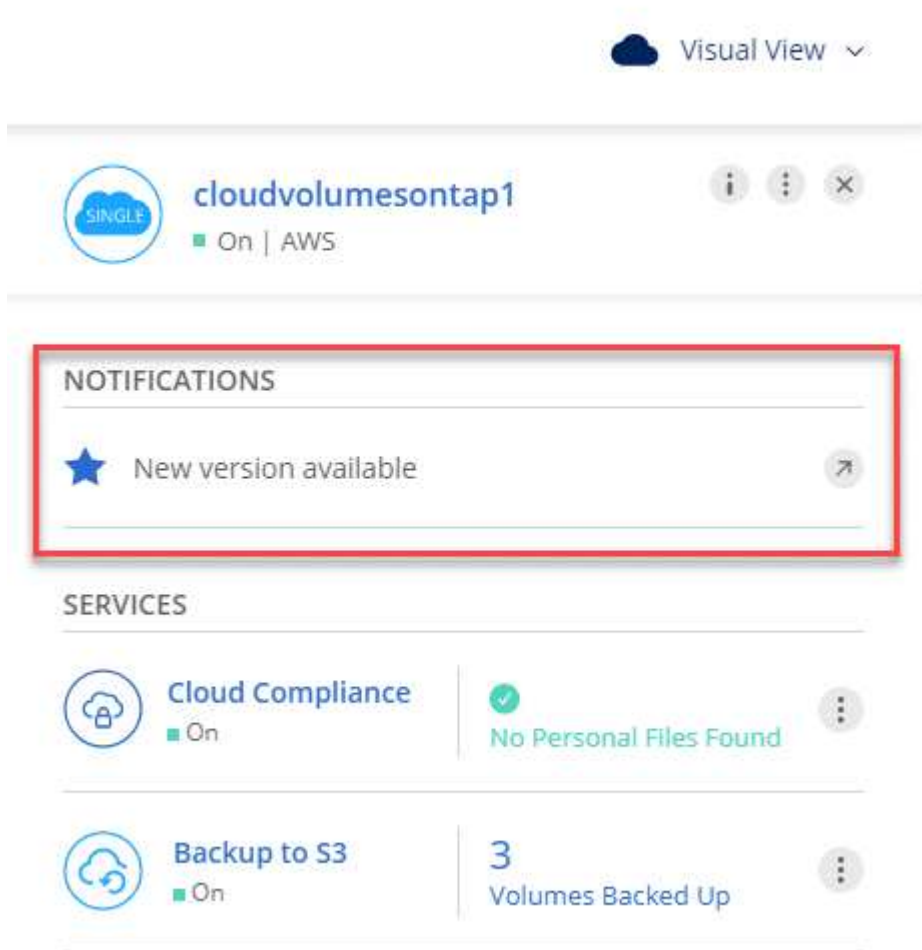 Visual View
cloudvolumesontap1
SINGLE
On | AWS
NOTIFICATIONS
New version available
SERVICES
Cloud Compliance
On
No Personal Files Found
Backup to S3
On
3
Volumes Backed Up